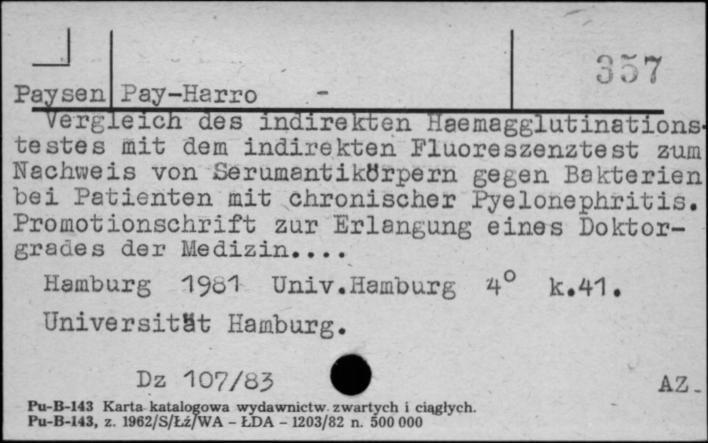 357
Paysen Pay-Harro -
Vergleich des indirekten Haemagglutinations-
testes mit dem indirekten Fluoreszenztest zum
Nachweis von Serumantikörpern gegen Bakterien
bei Patienten mit chronischer Pyelonephritis.
Promotionschrift zur Erlangung eines Doktor-
grades der Medizin....
Hamburg 1981 Univ.Hamburg 4° k.41.
Universität Hamburg.
Dz 107/83 AZ.
Pu-B-143 Karta katalogowa wydawnictw zwartych i ciągłych.
Pu-B-143, z. 1962/S/Łź/WA - ŁDA - 1203/82 n. 500 000